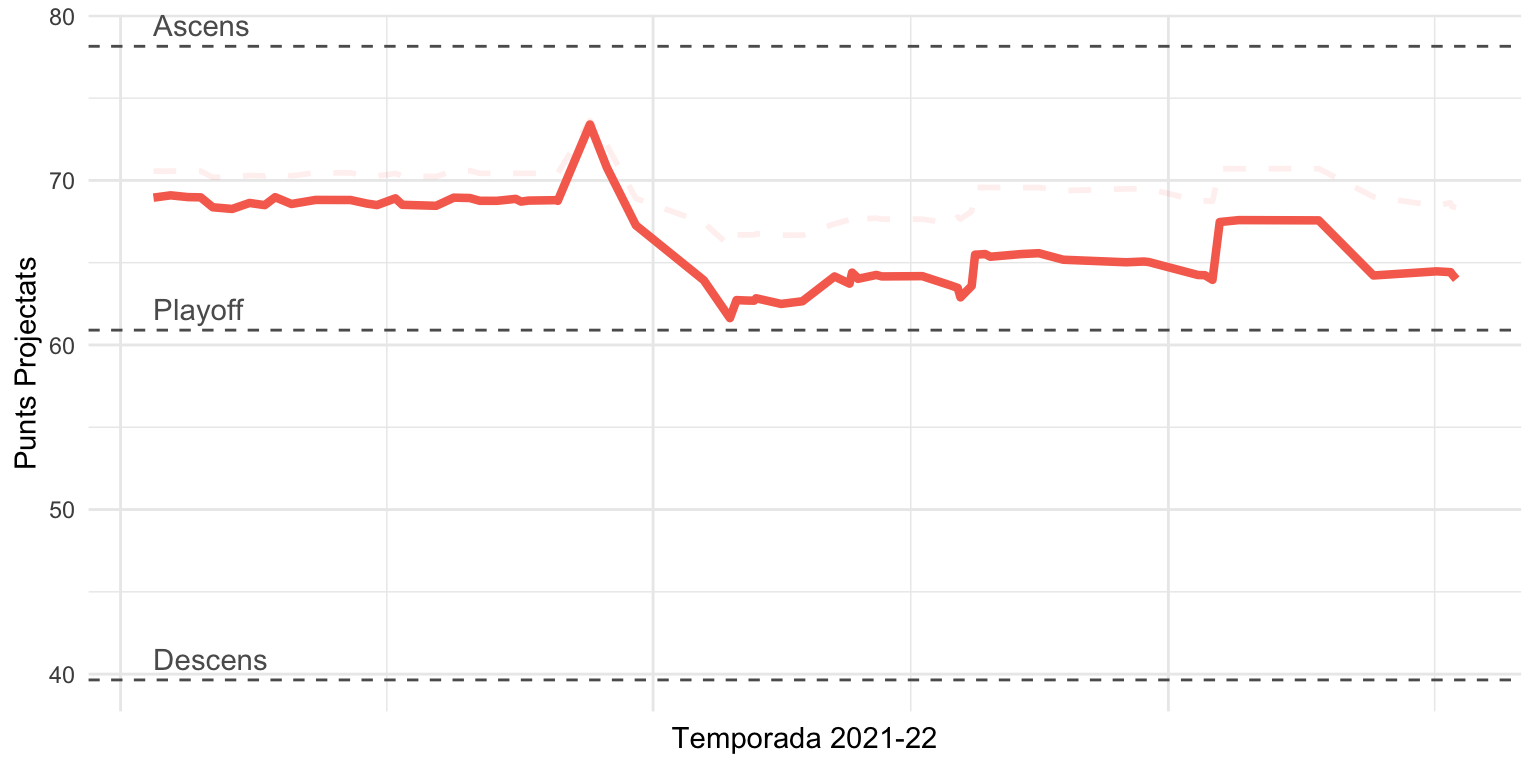 80
Ascens
70
Playoff
60
Punts Projectats
50
Descens
40
Temporada 2021-22